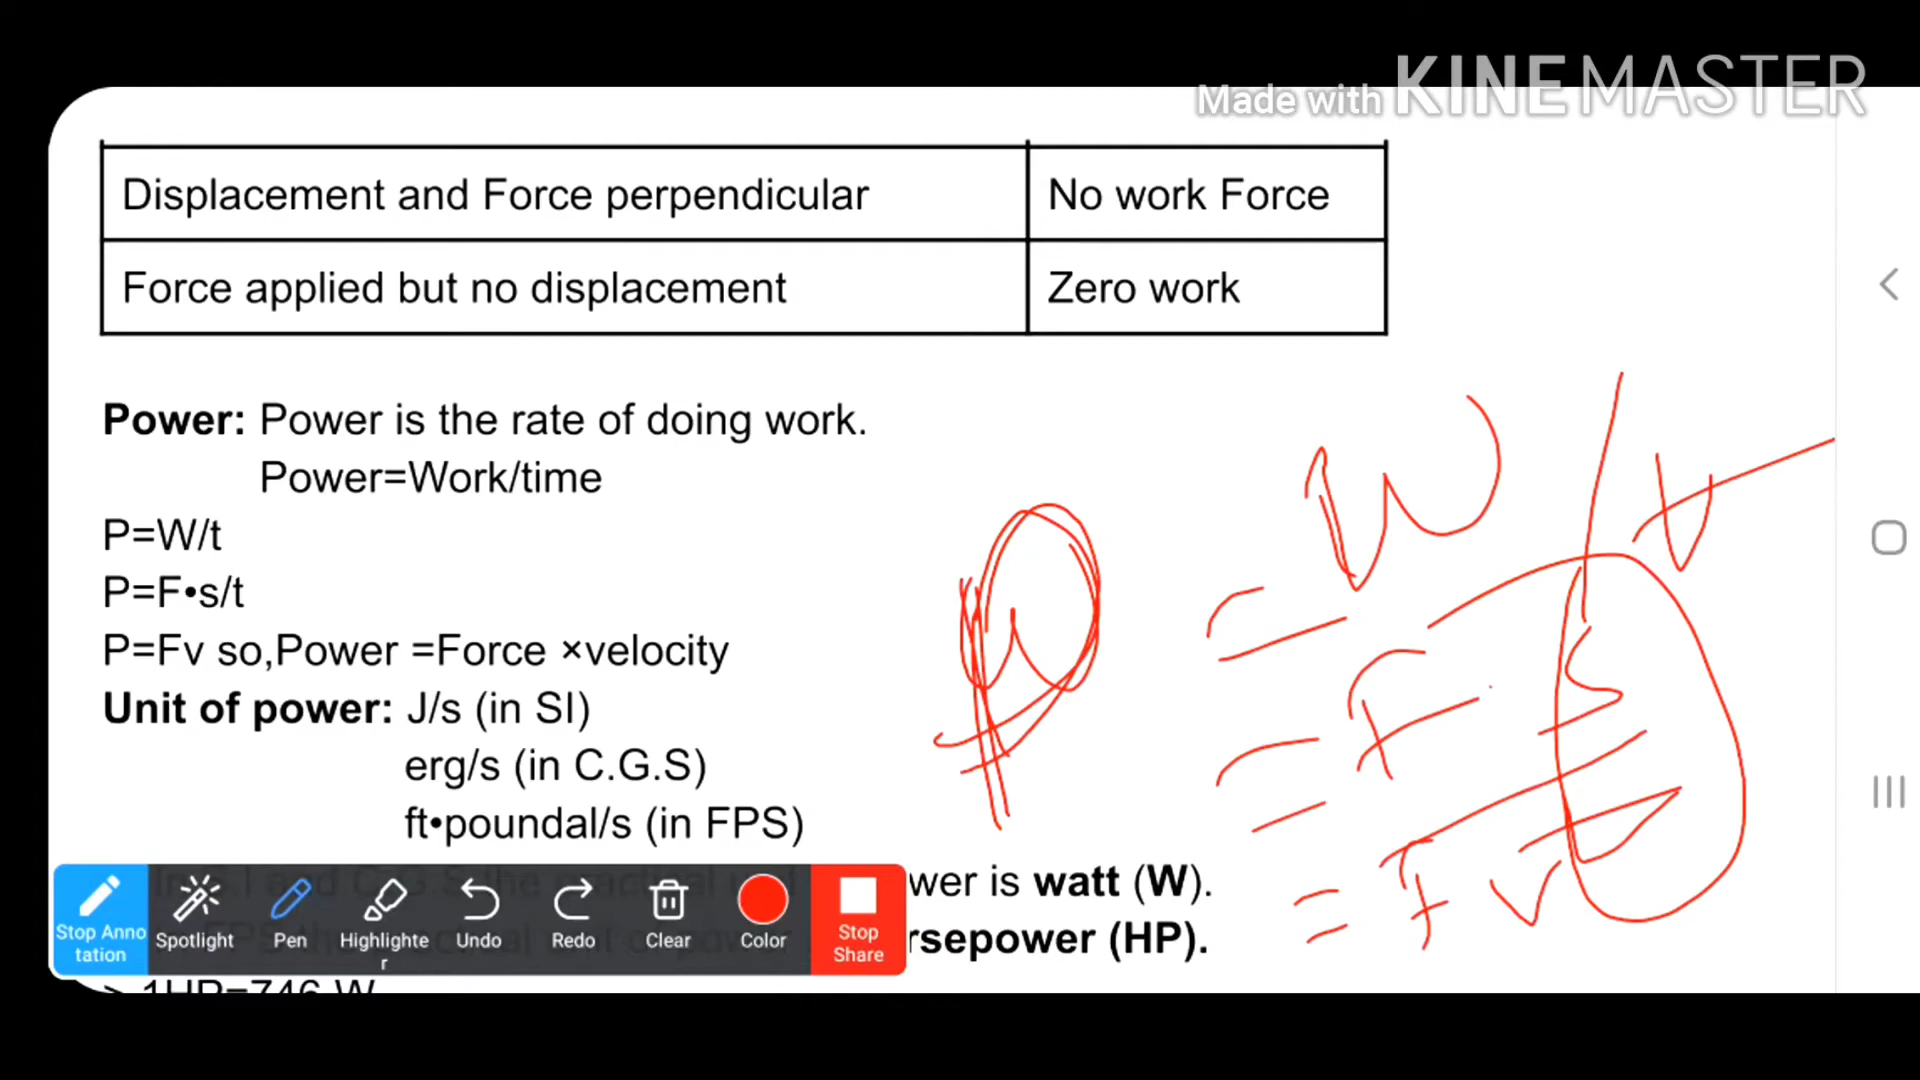 Made with KINEMASTER
Displacement and Force perpendicular No work Force
Force applied but no displacement Zero work
Power: Power is the rate of doing work.
Power=Work/time
P=W/t
P=F•s/t
P=Fv so,Power =Force ×velocity
Unit of power: J/s (in SI)
erg/s (in C.G.S)
ft•poundal/s (in FPS)
wer is watt (W).
rsepower (HP).
1HP=746 W
P = W/t
= F s/t
= Fv
Stop Annotation Spotlight Pen Highlighter Undo Redo Clear Color Stop Share